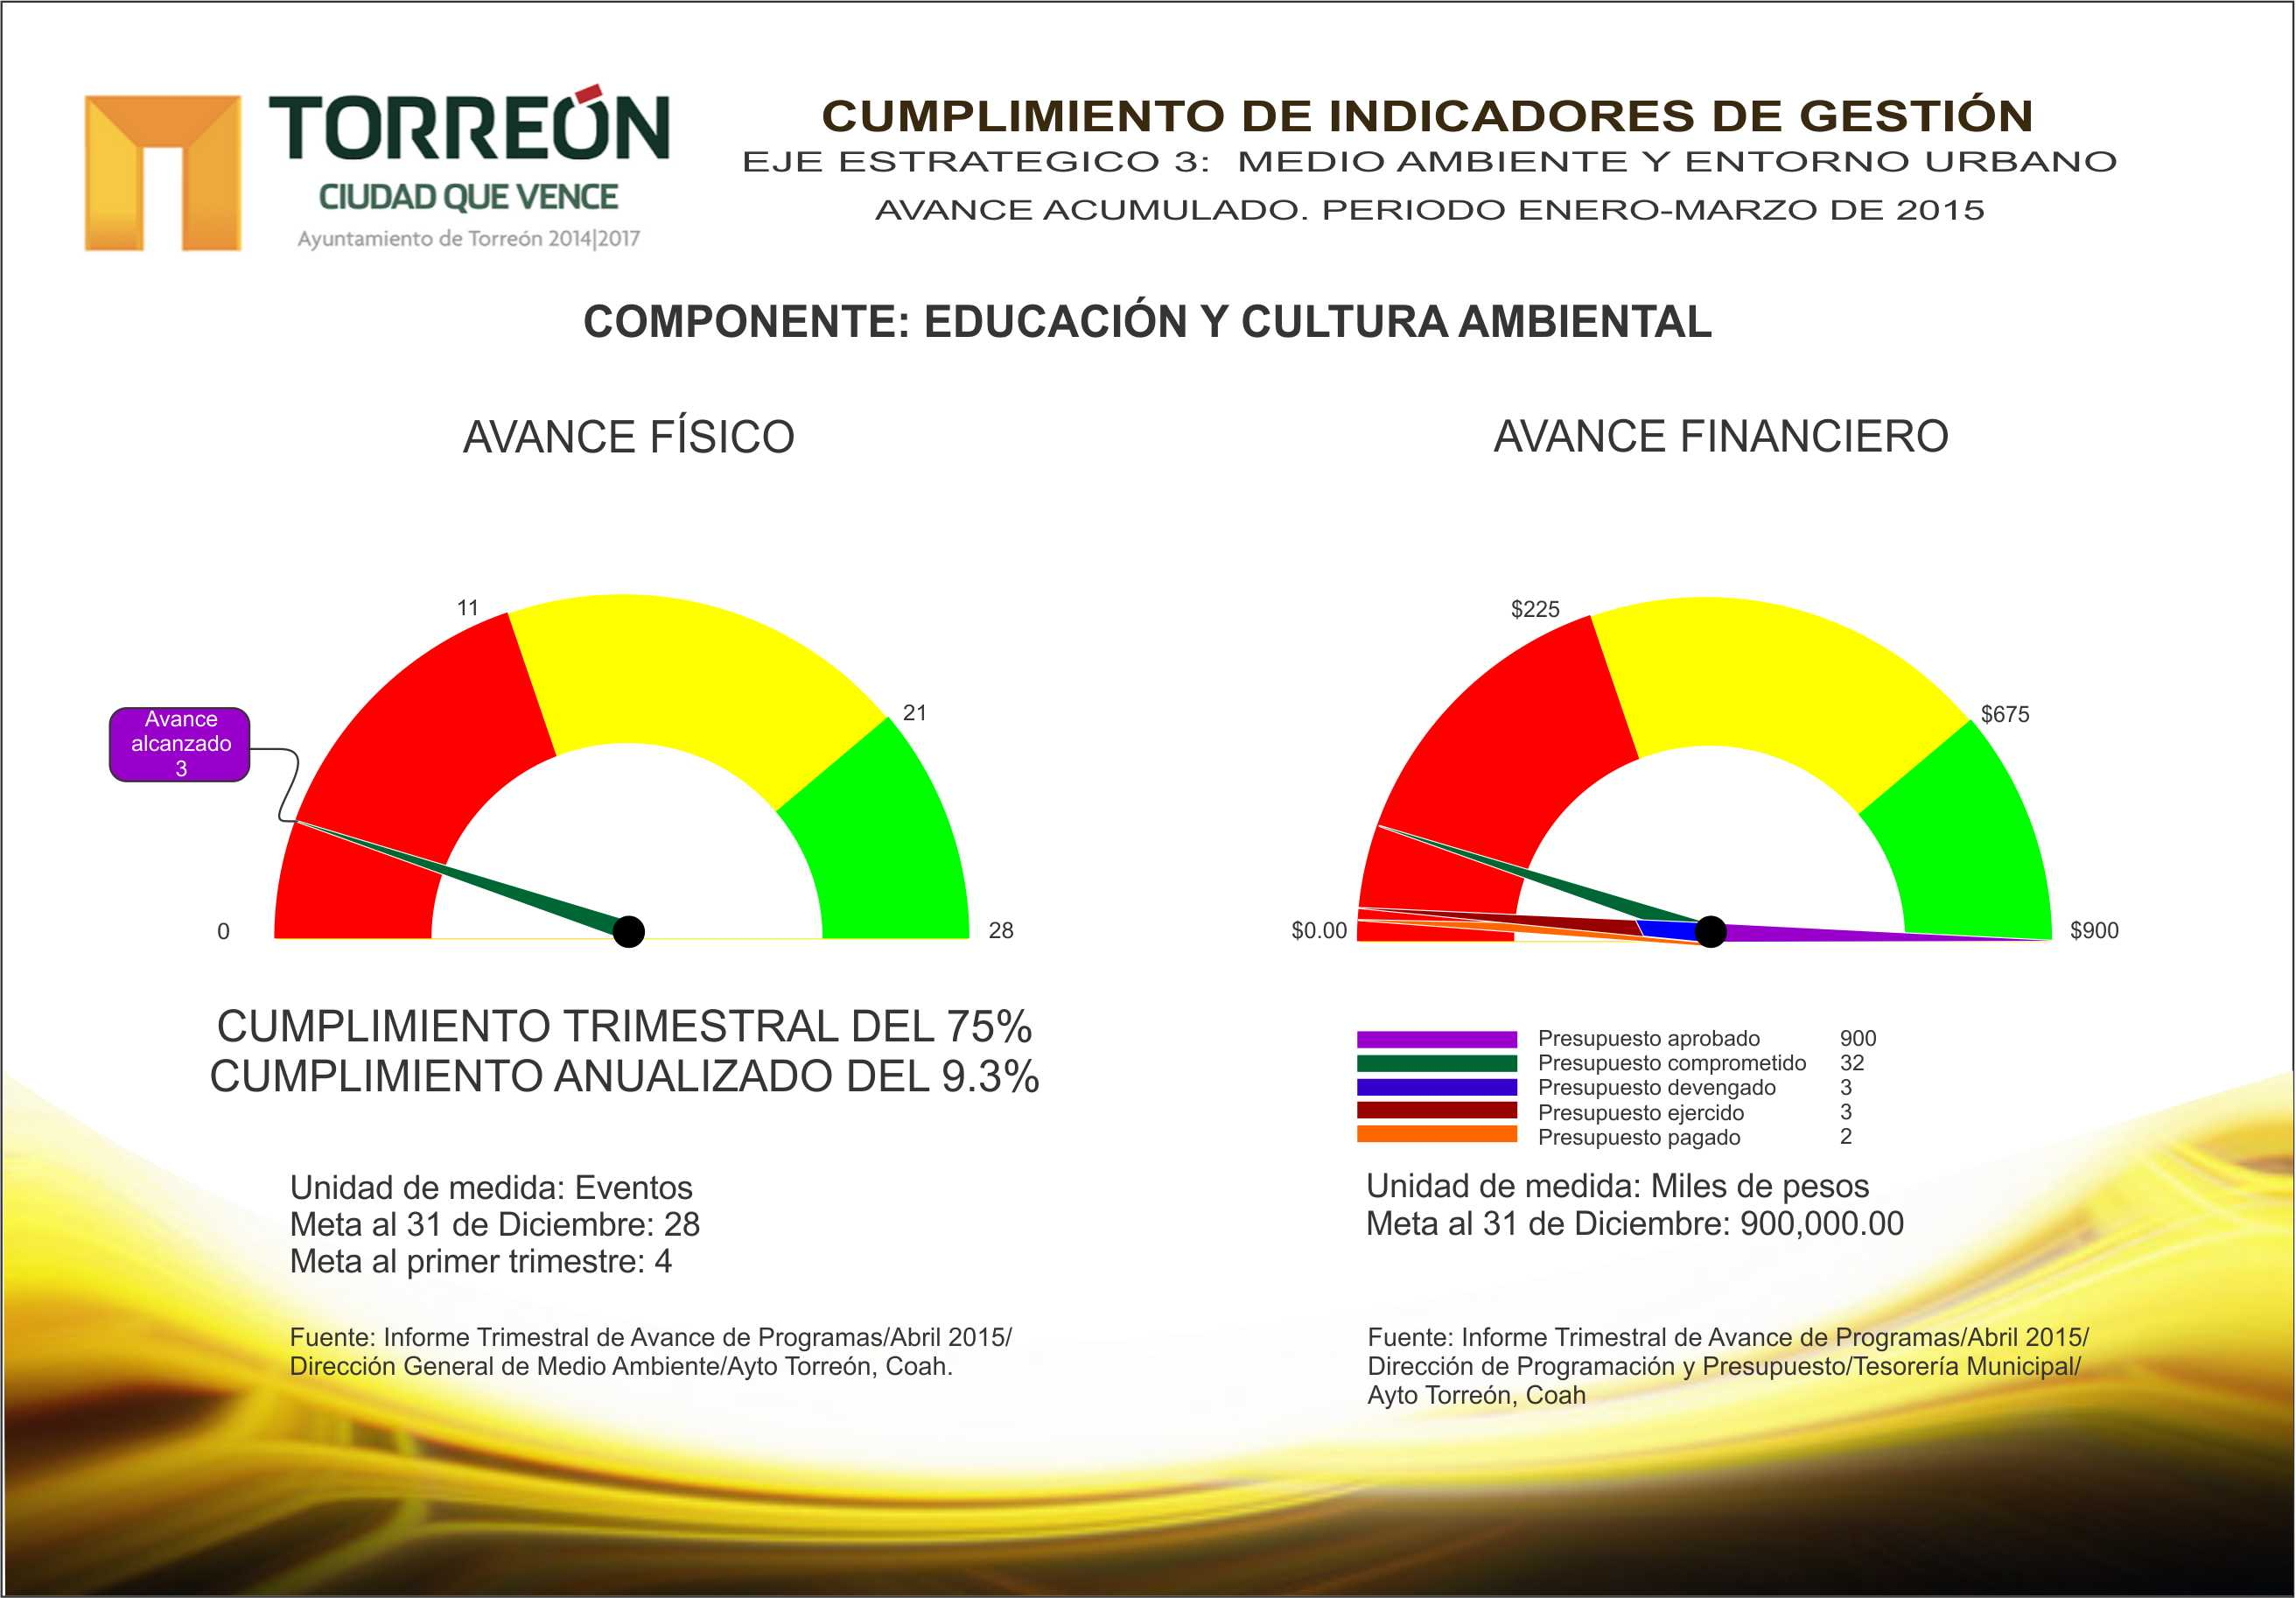 TORREÓN
CIUDAD QUE VENCE
Ayuntamiento de Torreón 2014|2017
CUMPLIMIENTO DE INDICADORES DE GESTIÓN
EJE ESTRATEGICO 3: MEDIO AMBIENTE Y ENTORNO URBANO
AVANCE ACUMULADO. PERIODO ENERO-MARZO DE 2015
COMPONENTE: EDUCACIÓN Y CULTURA AMBIENTAL
AVANCE FÍSICO
11
21
Avance
alcanzado
3
0
28
CUMPLIMIENTO TRIMESTRAL DEL 75%
CUMPLIMIENTO ANUALIZADO DEL 9.3%
Unidad de medida: Eventos
Meta al 31 de Diciembre: 28
Meta al primer trimestre: 4
Fuente: Informe Trimestral de Avance de Programas/Abril 2015/
Dirección General de Medio Ambiente/Ayto Torreón, Coah.
AVANCE FINANCIERO
$225
$675
$0.00
$900
Presupuesto aprobado 900
Presupuesto comprometido 32
Presupuesto devengado 3
Presupuesto ejercido 3
Presupuesto pagado 2
Unidad de medida: Miles de pesos
Meta al 31 de Diciembre: 900,000.00
Fuente: Informe Trimestral de Avance de Programas/Abril 2015/
Dirección de Programación y Presupuesto/Tesorería Municipal/
Ayto Torreón, Coah